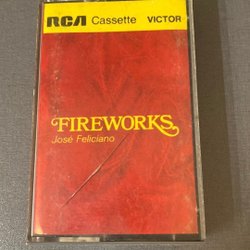 RCA Cassette VICTOR
FIREWORKS
José Feliciano